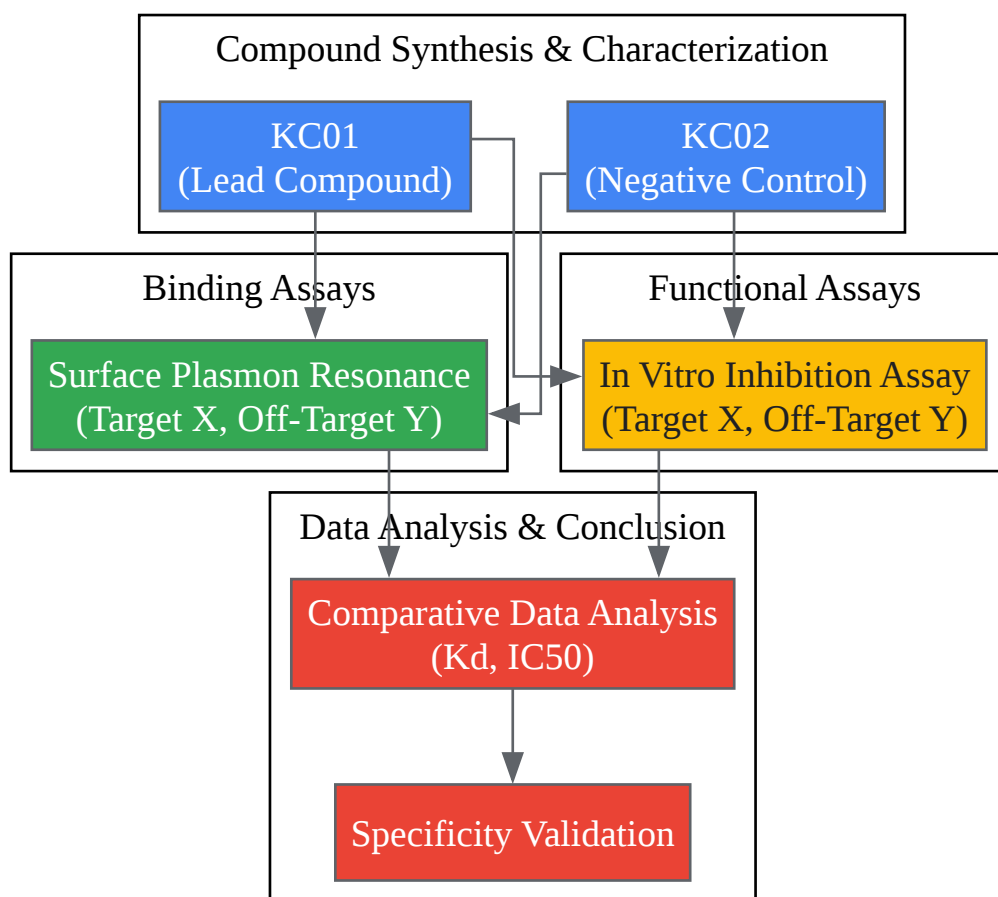 Compound Synthesis & Characterization
KC01
(Lead Compound)
KC02
(Negative Control)
Binding Assays
Surface Plasmon Resonance
(Target X, Off-Target Y)
Functional Assays
In Vitro Inhibition Assay
(Target X, Off-Target Y)
Data Analysis & Conclusion
Comparative Data Analysis
(Kd, IC50)
Specificity Validation